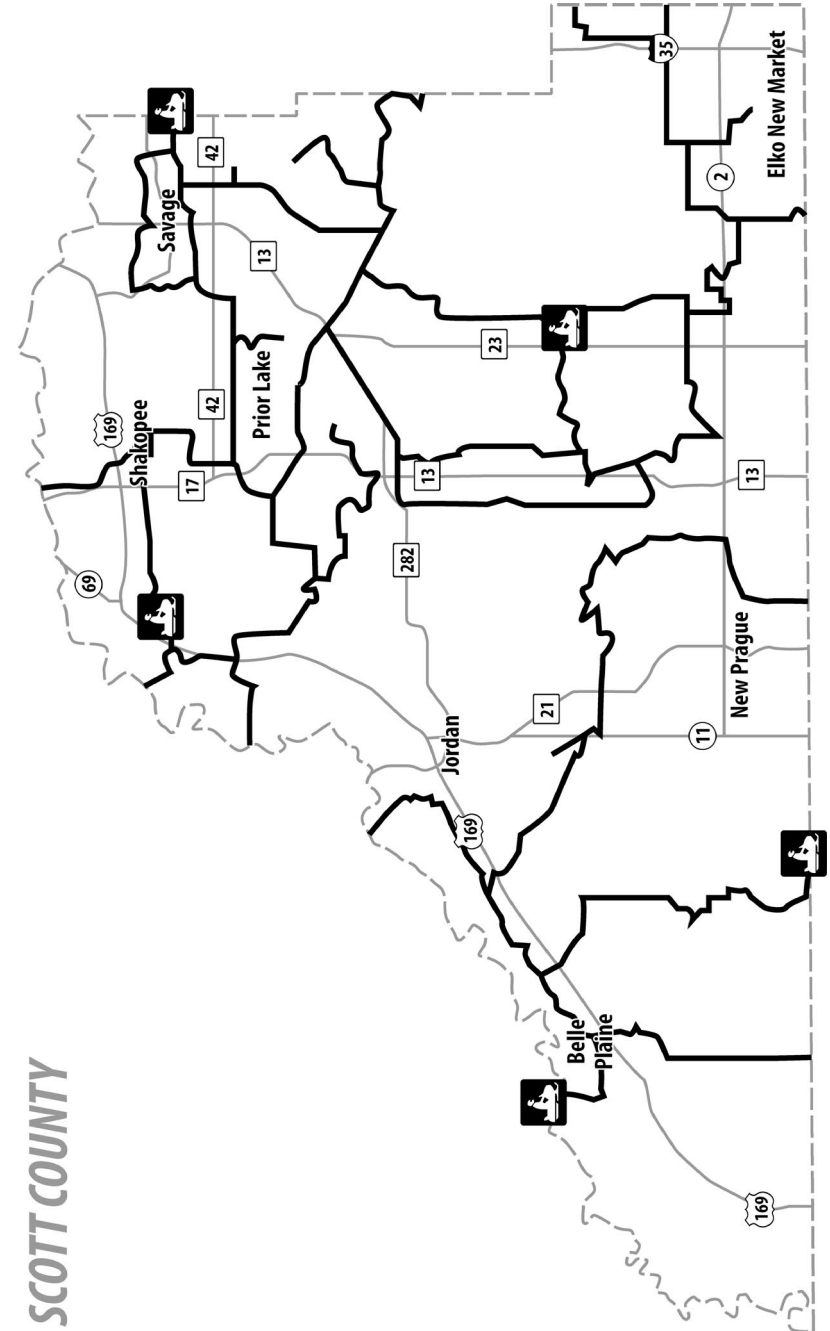 SCOTT COUNTY
69
169
Shakopee
Savage
17
42
42
Prior Lake
13
282
13
Jordan
169
23
21
Belle
Plaine
35
11
2
New Prague
13
169
Elko New Market